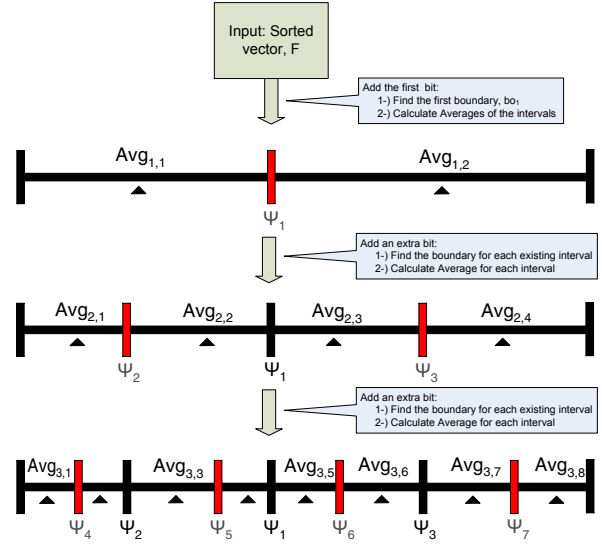 Input: Sorted
vector, F
Add the first bit:
1-) Find the first boundary, bo₁
2-) Calculate Averages of the intervals
Avg₁,₁ Avg₁,₂
Ψ₁
Add an extra bit:
1-) Find the boundary for each existing interval
2-) Calculate Average for each interval
Avg₂,₁ Avg₂,₂ Avg₂,₃ Avg₂,₄
Ψ₂ Ψ₁ Ψ₃
Add an extra bit:
1-) Find the boundary for each existing interval
2-) Calculate Average for each interval
Avg₃,₁ Avg₃,₃ Avg₃,₅ Avg₃,₆ Avg₃,₇ Avg₃,₈
Ψ₄ Ψ₂ Ψ₅ Ψ₁ Ψ₆ Ψ₃ Ψ₇